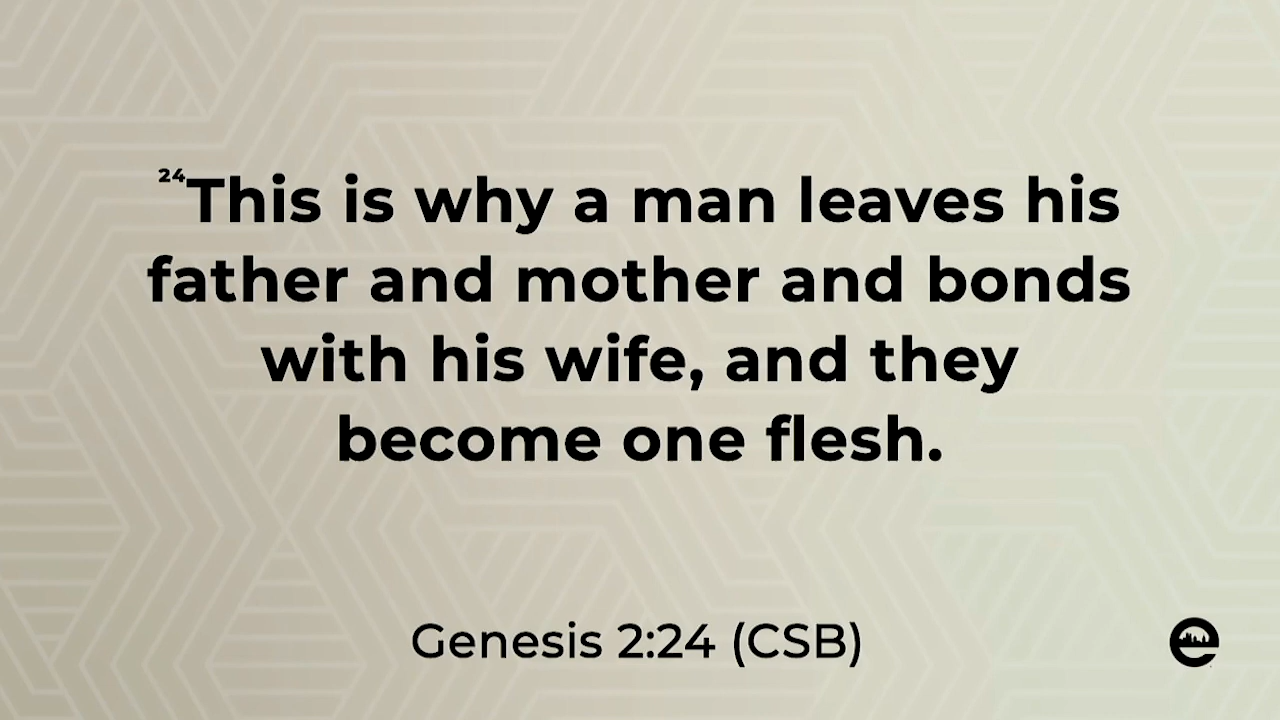 24This is why a man leaves his
father and mother and bonds
with his wife, and they
become one flesh.
Genesis 2:24 (CSB)
e